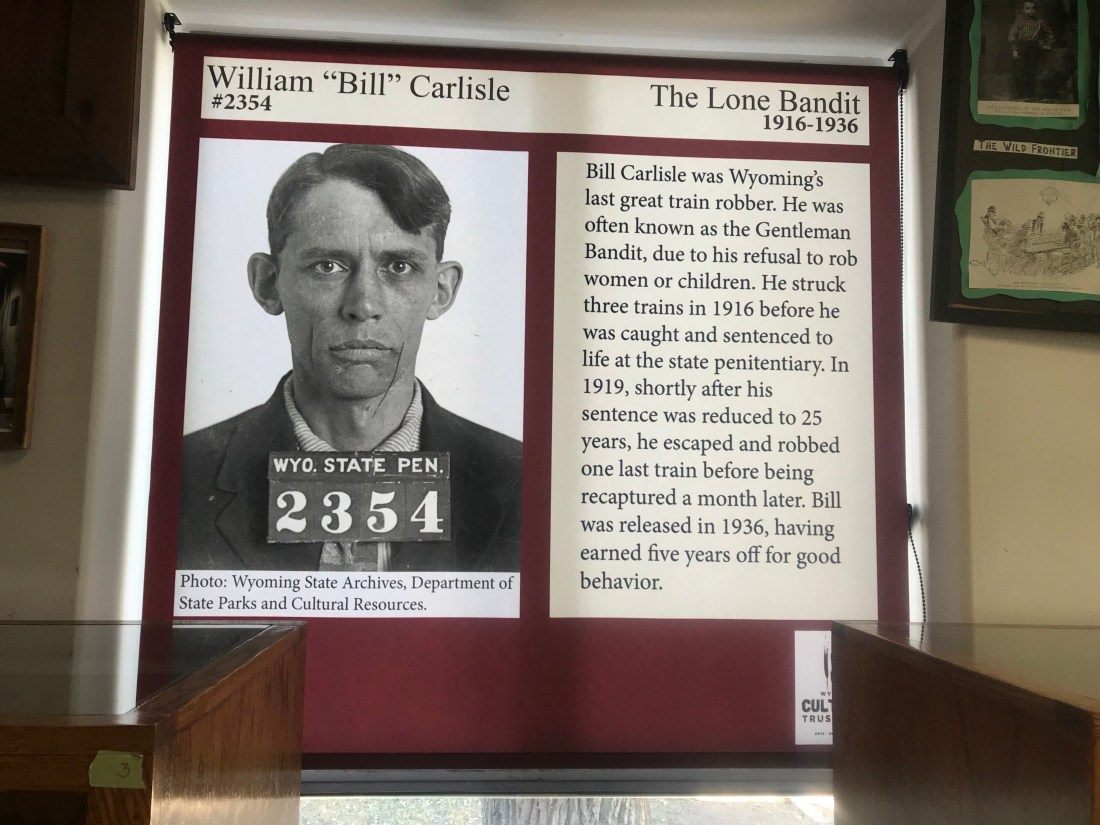 William “Bill” Carlisle
#2354
The Lone Bandit
1916-1936
WYO. STATE PEN.
2354
Photo: Wyoming State Archives, Department of
State Parks and Cultural Resources.
Bill Carlisle was Wyoming’s
last great train robber. He was
often known as the Gentleman
Bandit, due to his refusal to rob
women or children. He struck
three trains in 1916 before he
was caught and sentenced to
life at the state penitentiary. In
1919, shortly after his
sentence was reduced to 25
years, he escaped and robbed
one last train before being
recaptured a month later. Bill
was released in 1936, having
earned five years off for good
behavior.
THE WILD FRONTIER
WY
CULT
TRUS
3